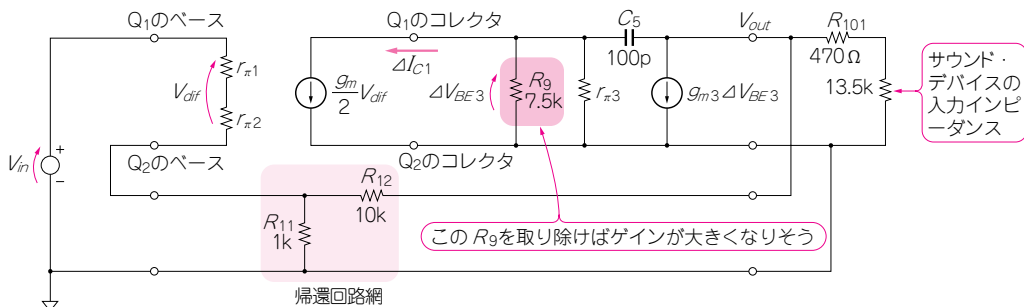 Q1のベース
Q1のコレクタ
C5
100p
Vout
R101
470Ω
rπ1
Vdif
rπ2
ΔIC1
gm/2 Vdif
ΔVBE3
R9
7.5k
rπ3
gm3 ΔVBE3
13.5k
サウンド・
デバイスの
入力インピ
ーダンス
Vin
+
-
Q2のベース
Q2のコレクタ
R12
10k
R11
1k
このR9を取り除けばゲインが大きくなりそう
帰還回路網